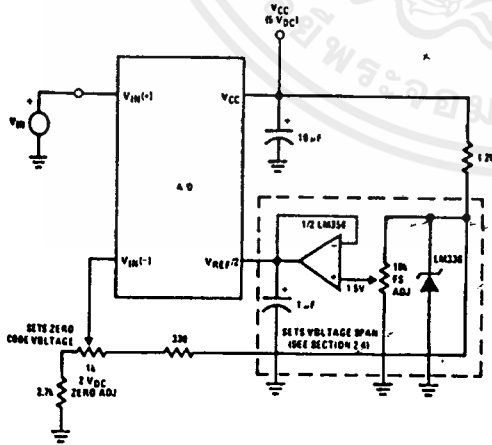 VCC
(5 VDC)
VIN(+)
VCC
+
VIN
10 µF
A/D
1/2 LM356
VIN(-)
VREF/2
1.5V
10k
FS
ADJ
LM336
1 µF
SETS ZERO
CODE VOLTAGE
330
SETS VOLTAGE SPAN
(SEE SECTION 2.6)
1k
2 VDC
ZERO ADJ
2.7k